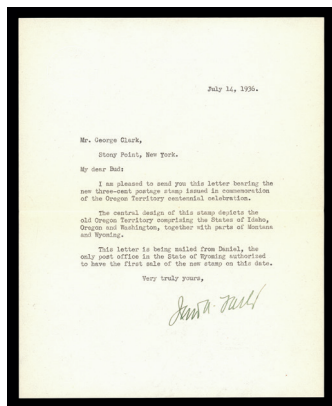 July 14, 1936.
Mr. George Clark,
Stony Point, New York.
My dear Bud:
I am pleased to send you this letter bearing the
new three-cent postage stamp issued in commemoration
of the Oregon Territory centennial celebration.
The central design of this stamp depicts the
old Oregon Territory comprising the States of Idaho,
Oregon and Washington, together with parts of Montana
and Wyoming.
This letter is being mailed from Daniel, the
only post office in the State of Wyoming authorized
to have the first sale of the new stamp on this date.
Very truly yours,